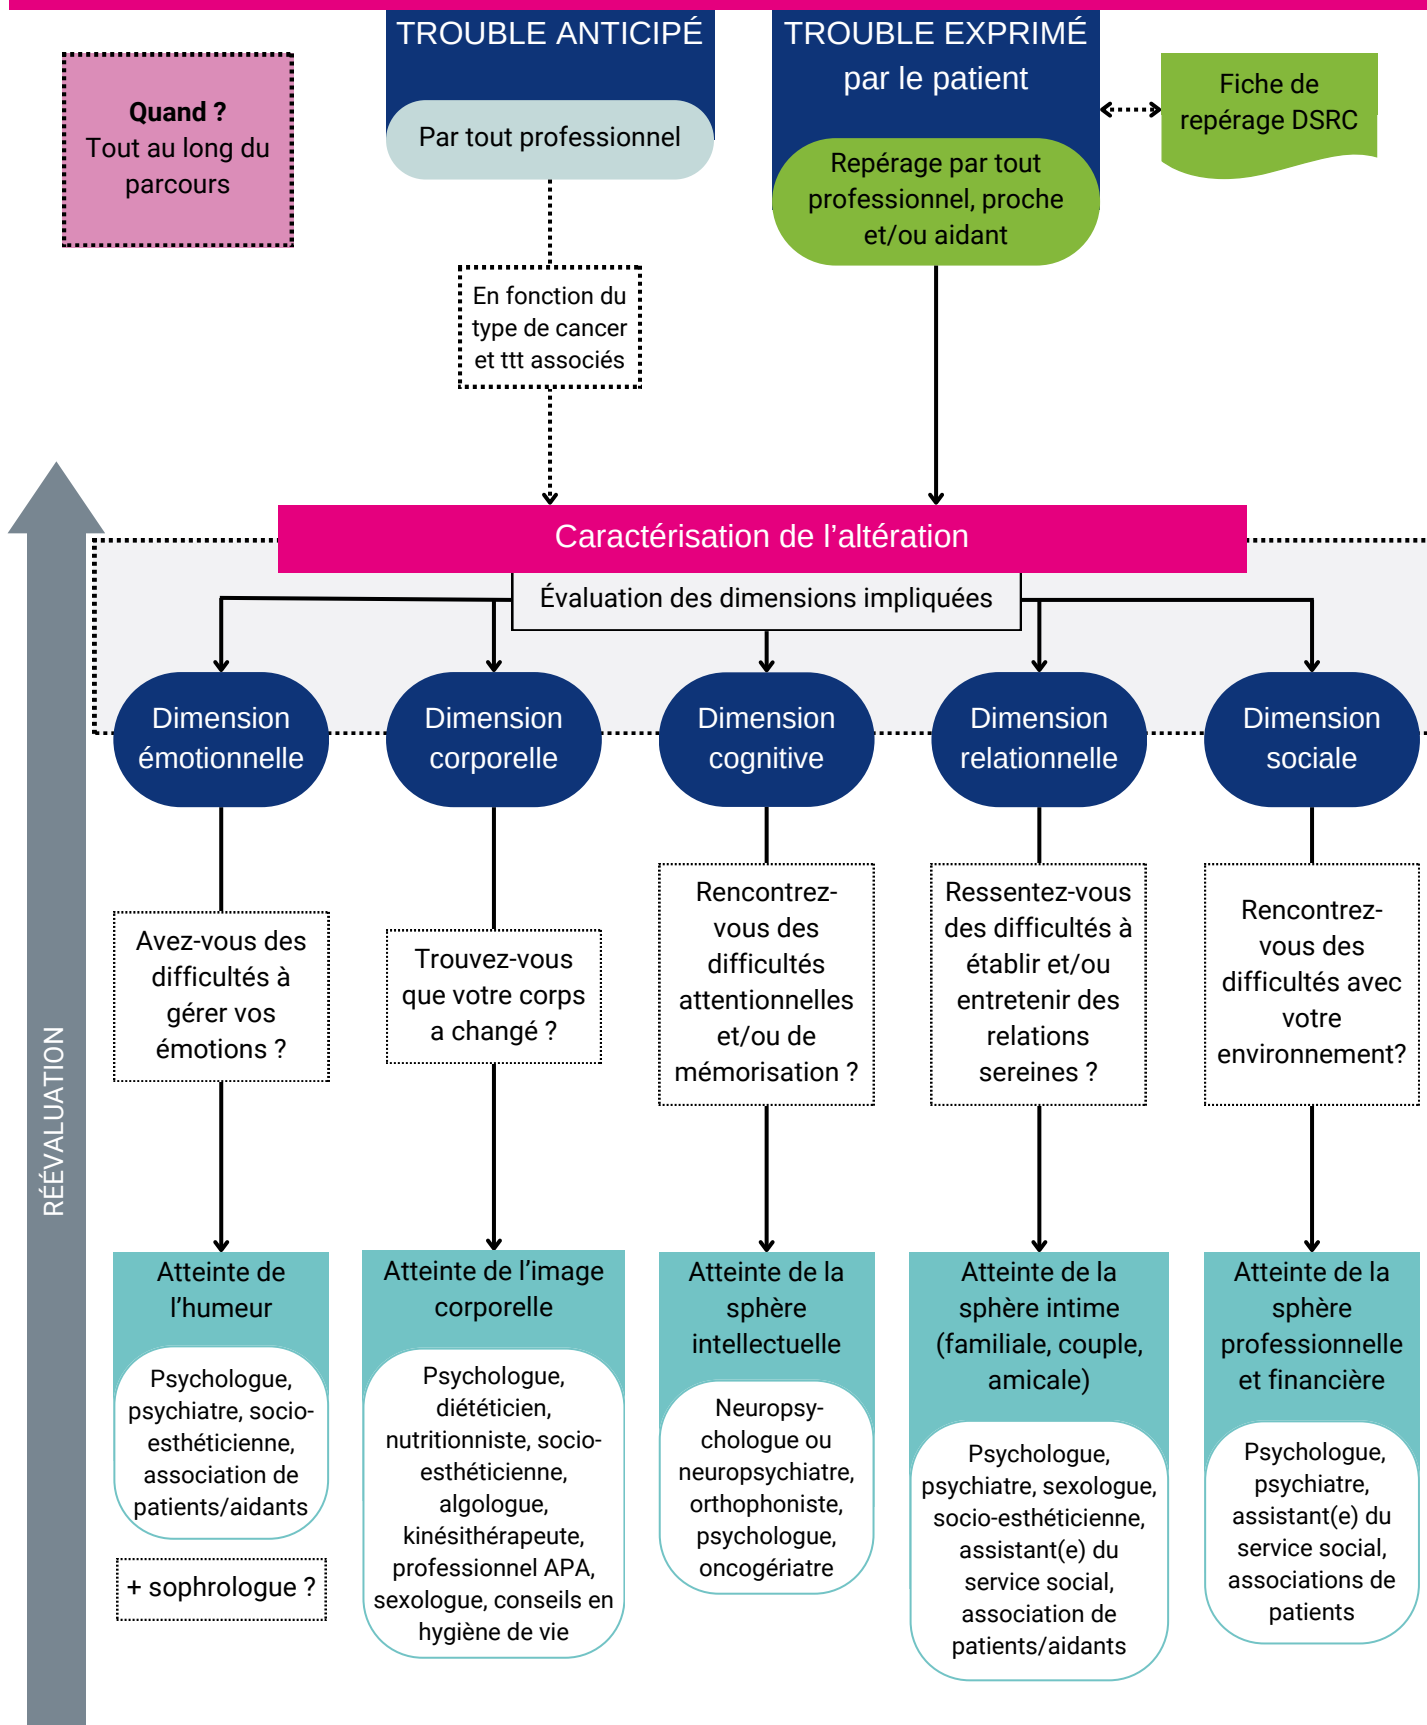 TROUBLE ANTICIPÉ
Par tout professionnel
TROUBLE EXPRIMÉ
par le patient
Repérage par tout
professionnel, proche
et/ou aidant
Fiche de
repérage DSRC
Quand ?
Tout au long du
parcours
En fonction du
type de cancer
et ttt associés
Caractérisation de l’altération
Évaluation des dimensions impliquées
RÉÉVALUATION
Dimension
émotionnelle
Avez-vous des
difficultés à
gérer vos
émotions ?
Atteinte de
l’humeur
Psychologue,
psychiatre, socio-
esthéticienne,
association de
patients/aidants
+ sophrologue ?
Dimension
corporelle
Trouvez-vous
que votre corps
a changé ?
Atteinte de l’image
corporelle
Psychologue,
diététicien,
nutritionniste, socio-
esthéticienne,
algologue,
kinésithérapeute,
professionnel APA,
sexologue, conseils en
hygiène de vie
Dimension
cognitive
Rencontrez-
vous des
difficultés
attentionnelles
et/ou de
mémorisation ?
Atteinte de la
sphère
intellectuelle
Neuropsy-
chologue ou
neuropsychiatre,
orthophoniste,
psychologue,
oncogériatre
Dimension
relationnelle
Ressentez-vous
des difficultés à
établir et/ou
entretenir des
relations
sereines ?
Atteinte de la
sphère intime
(familiale, couple,
amicale)
Psychologue,
psychiatre, sexologue,
socio-esthéticienne,
assistant(e) du
service social,
association de
patients/aidants
Dimension
sociale
Rencontrez-
vous des
difficultés avec
votre
environnement?
Atteinte de la
sphère
professionnelle
et financière
Psychologue,
psychiatre,
assistant(e) du
service social,
associations de
patients